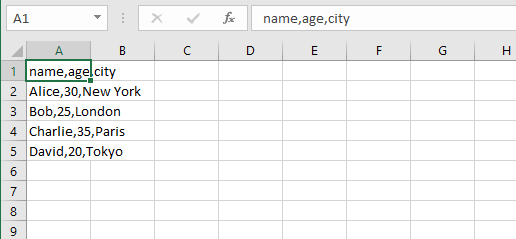 A1 fx name,age,city
A B C D E F G H
1 name,age,city
2 Alice,30,New York
3 Bob,25,London
4 Charlie,35,Paris
5 David,20,Tokyo
6
7
8
9